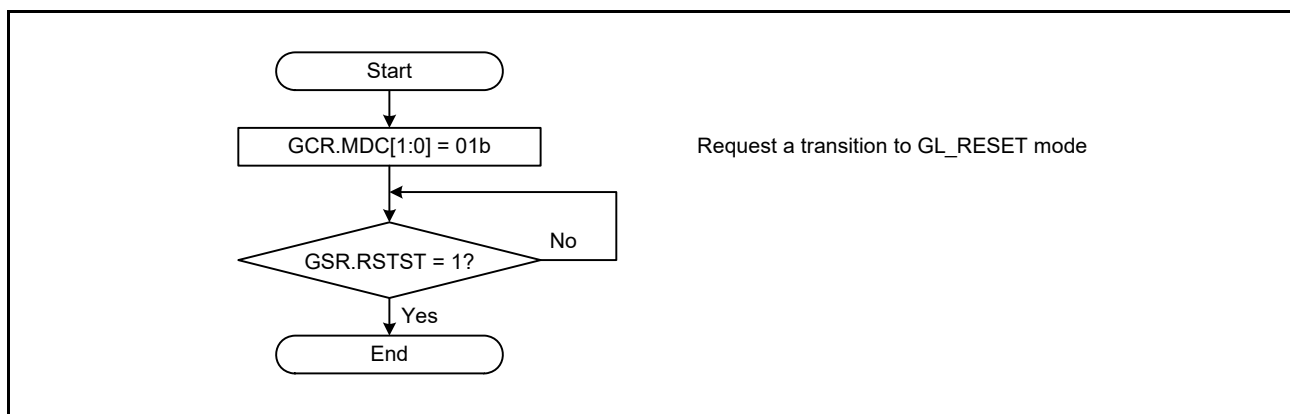 Start
GCR.MDC[1:0] = 01b
Request a transition to GL_RESET mode
No
GSR.RSTST = 1?
Yes
End